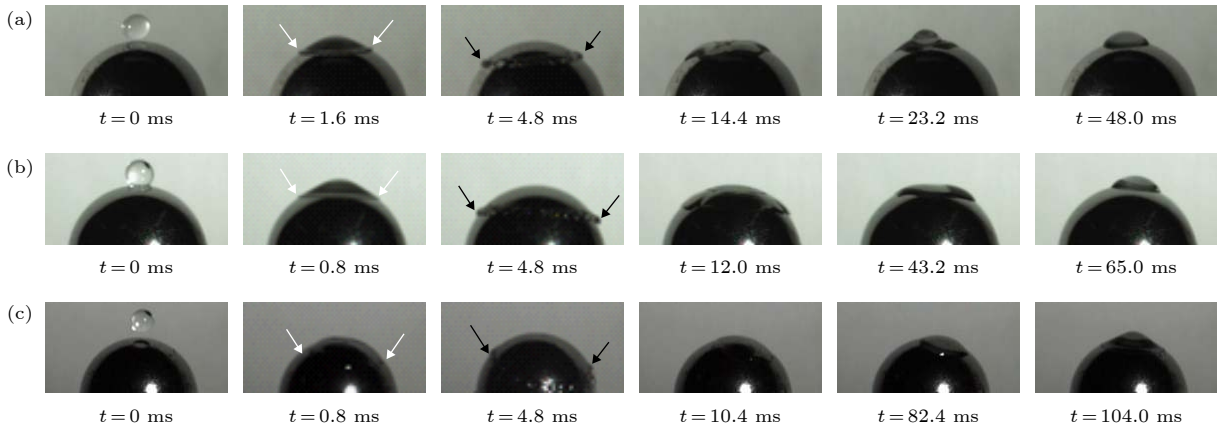 (a)
t=0 ms t=1.6 ms t=4.8 ms t=14.4 ms t=23.2 ms t=48.0 ms
(b)
t=0 ms t=0.8 ms t=4.8 ms t=12.0 ms t=43.2 ms t=65.0 ms
(c)
t=0 ms t=0.8 ms t=4.8 ms t=10.4 ms t=82.4 ms t=104.0 ms